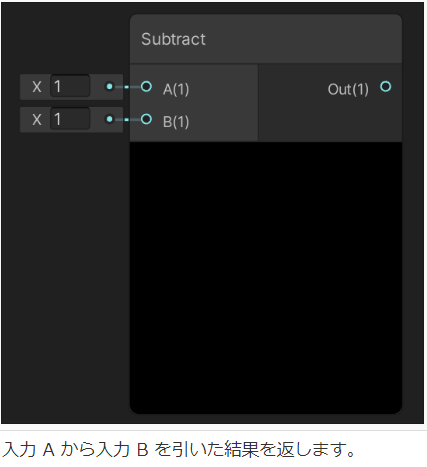 Subtract
X 1 A(1) Out(1)
X 1 B(1)
入力 A から入力 B を引いた結果を返します。